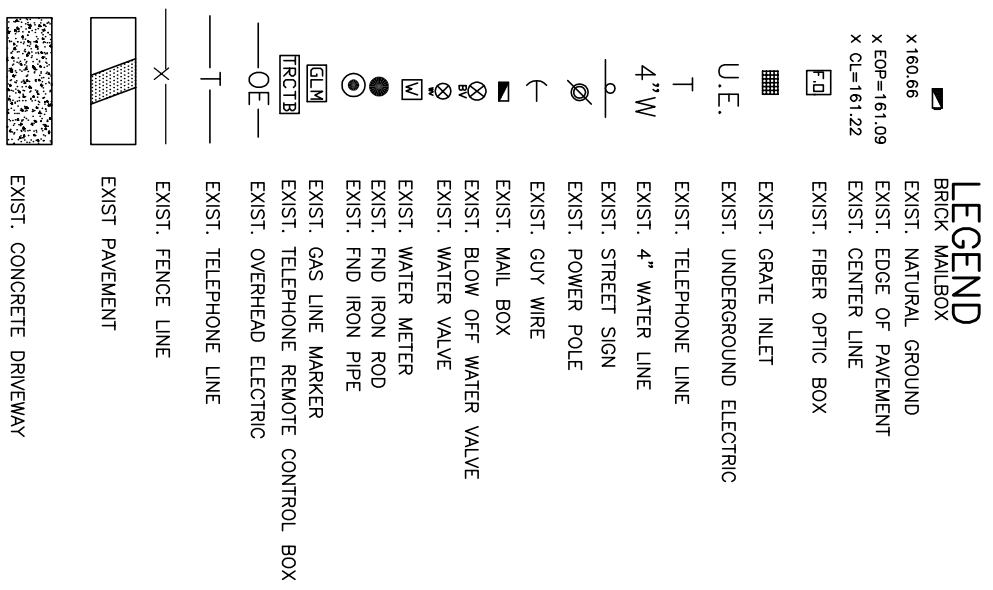 LEGEND
BRICK MAILBOX
x 160.66 EXIST. NATURAL GROUND
x EOP=161.09 EXIST. EDGE OF PAVEMENT
x CL=161.22 EXIST. CENTER LINE
F.O EXIST. FIBER OPTIC BOX
EXIST. GRATE INLET
U.E. EXIST. UNDERGROUND ELECTRIC
T EXIST. TELEPHONE LINE
4"W EXIST. 4" WATER LINE
EXIST. STREET SIGN
EXIST. POWER POLE
EXIST. GUY WIRE
EXIST. MAIL BOX
BV EXIST. BLOW OFF WATER VALVE
W EXIST. WATER VALVE
W EXIST. WATER METER
EXIST. FND IRON ROD
EXIST. FND IRON PIPE
GLM EXIST. GAS LINE MARKER
TRCTB EXIST. TELEPHONE REMOTE CONTROL BOX
OE EXIST. OVERHEAD ELECTRIC
T EXIST. TELEPHONE LINE
X EXIST. FENCE LINE
EXIST PAVEMENT
EXIST. CONCRETE DRIVEWAY